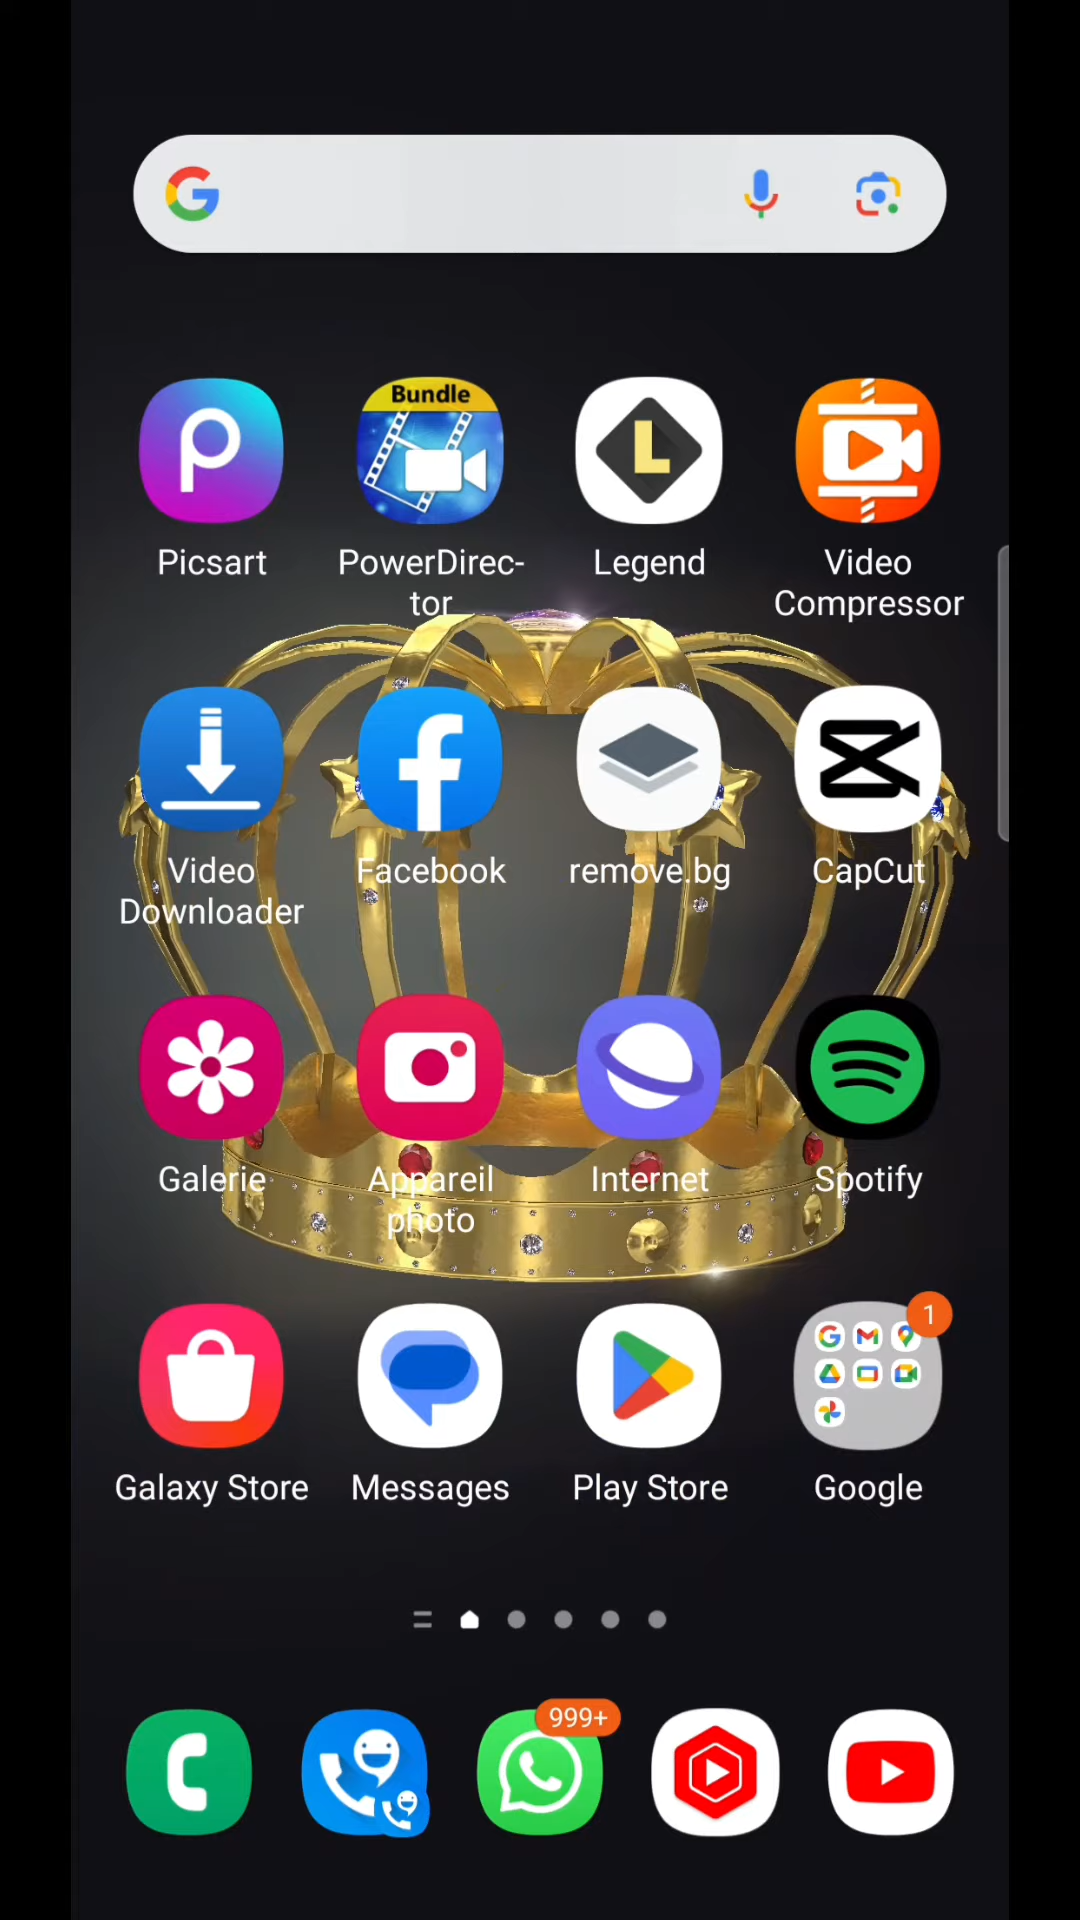 Bundle
Picsart
PowerDirec-
tor
Legend
Video
Compressor
Video
Downloader
Facebook
remove.bg
CapCut
Galerie
Appareil
photo
Internet
Spotify
1
Galaxy Store
Messages
Play Store
Google
999+